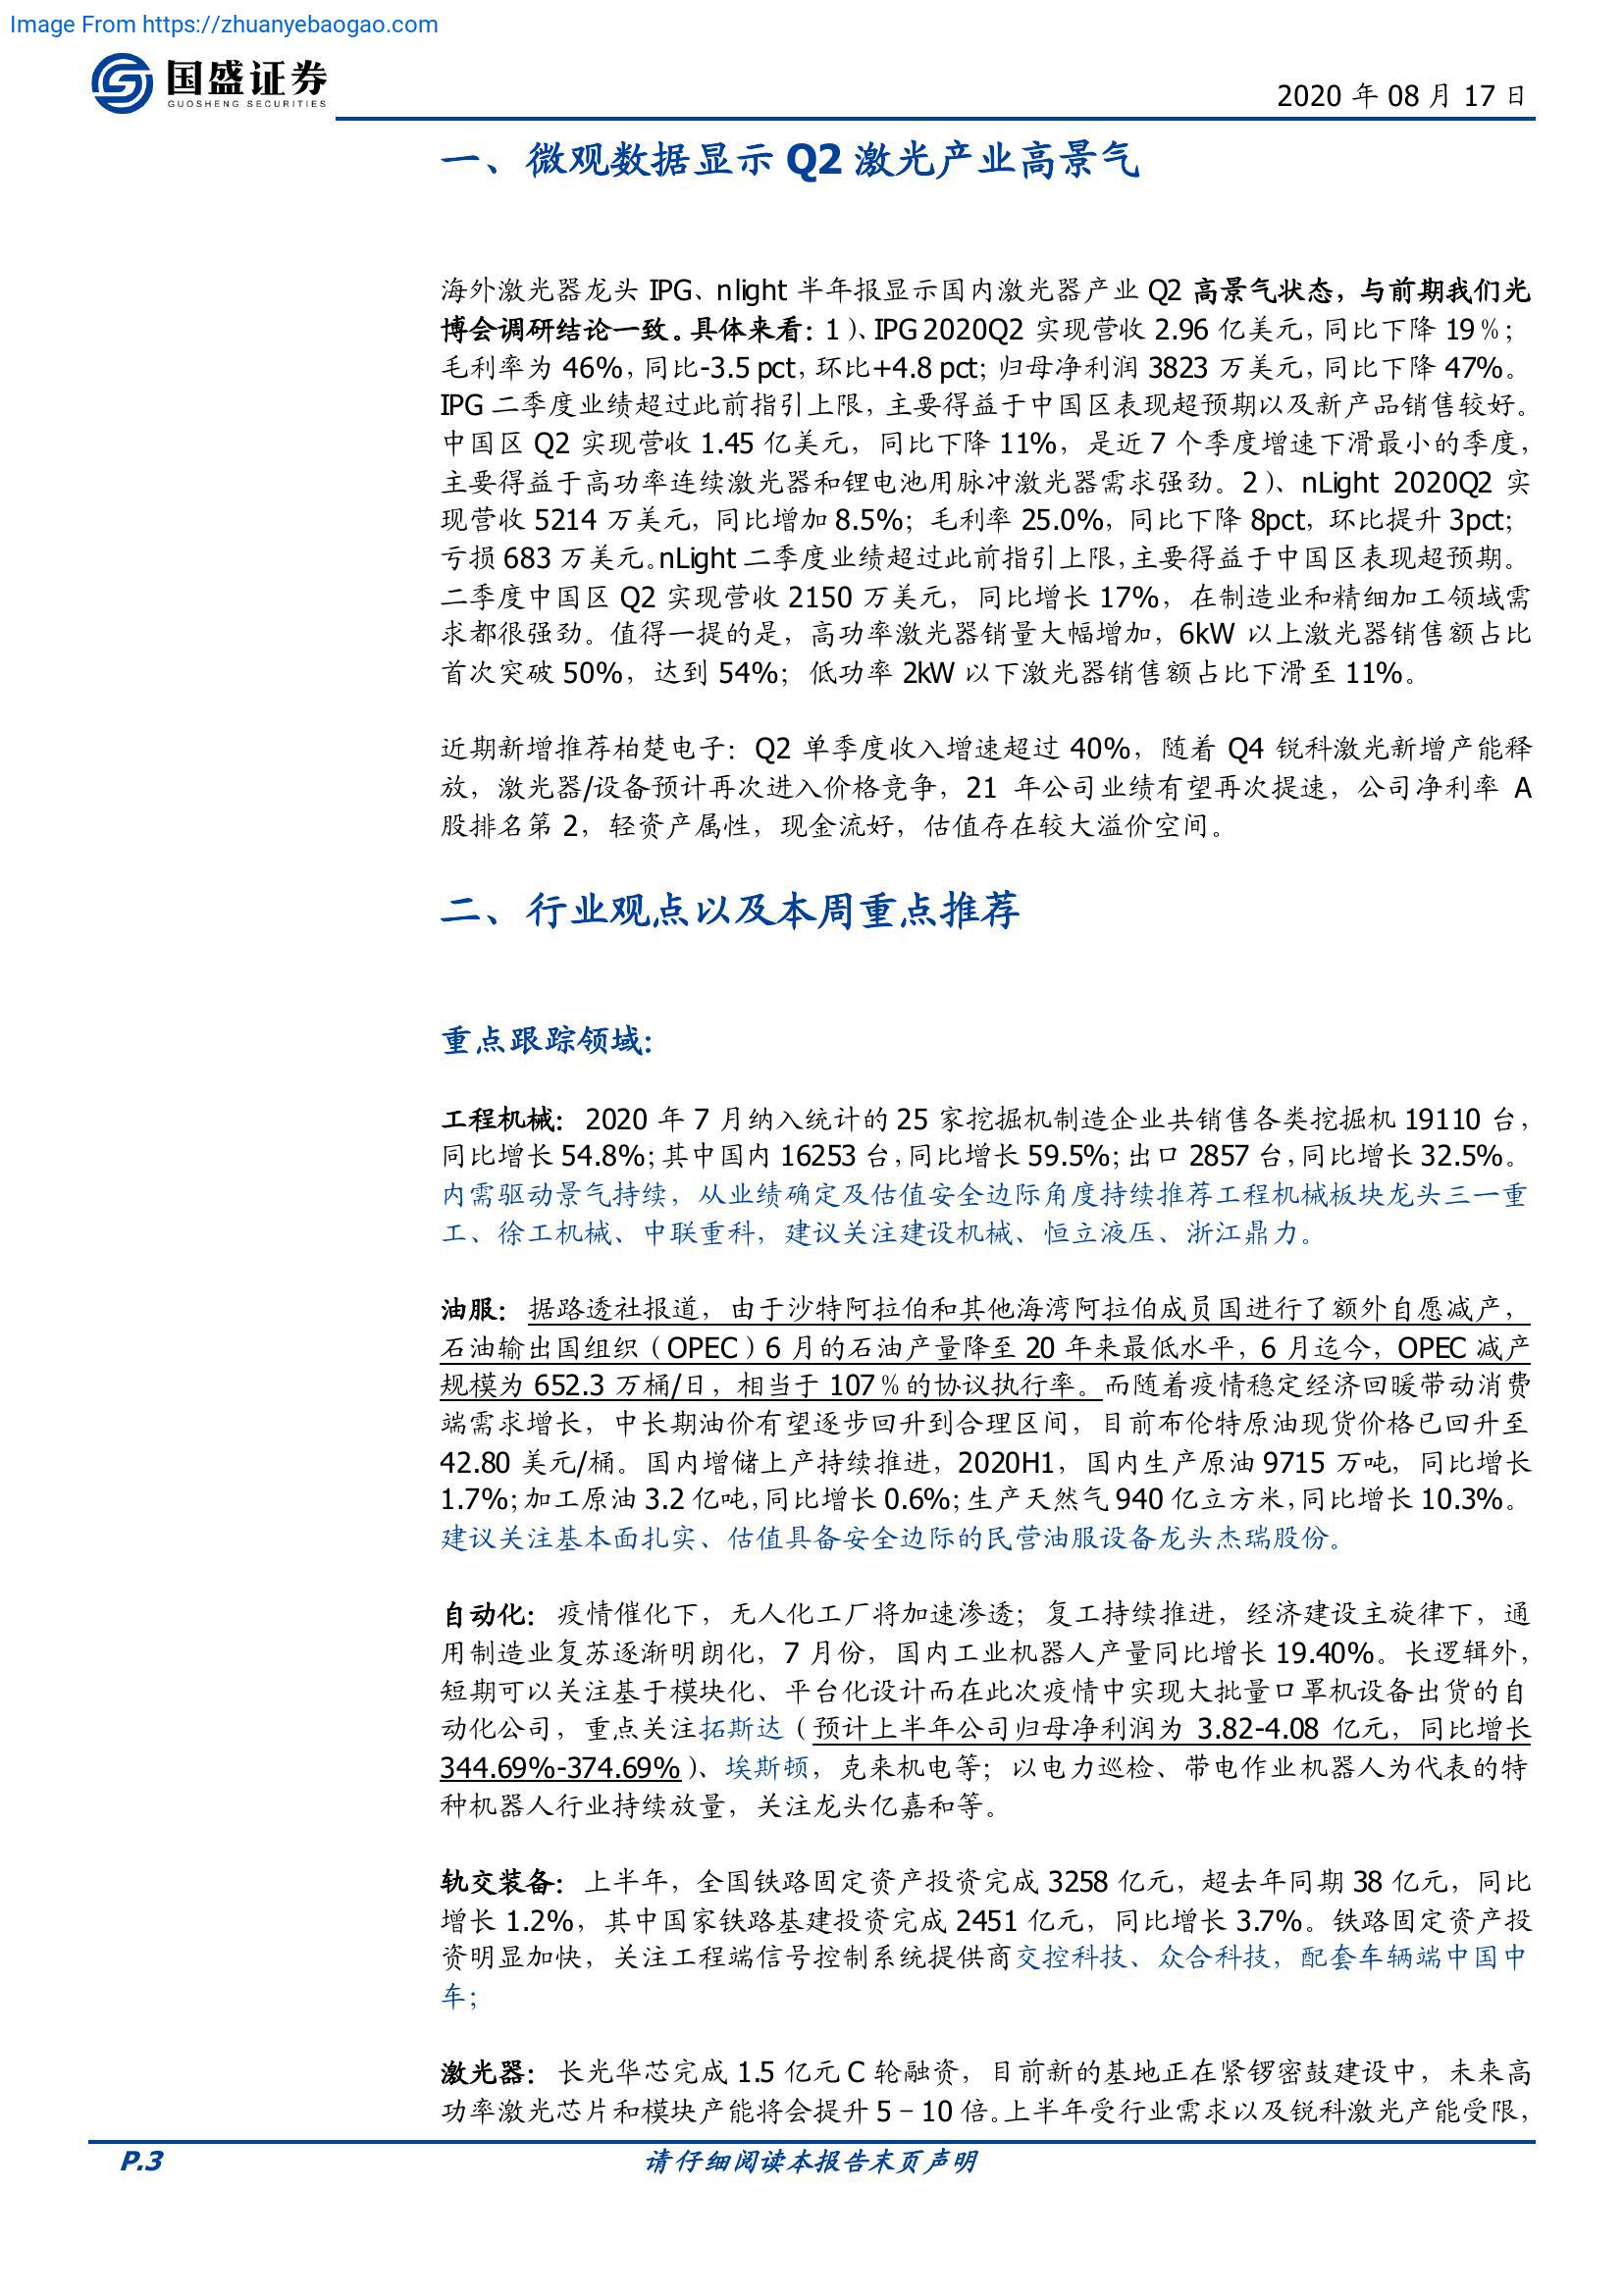 Image From https://zhuanyebaogao.com
国盛证券
GUOSHENG SECURITIES
2020 年 08 月 17 日
一、微观数据显示 Q2 激光产业高景气
海外激光器龙头 IPG、nlight 半年报显示国内激光器产业 Q2 高景气状态，与前期我们光
博会调研结论一致。具体来看：1）、IPG 2020Q2 实现营收 2.96 亿美元，同比下降 19％；
毛利率为 46%，同比-3.5 pct，环比+4.8 pct；归母净利润 3823 万美元，同比下降 47%。
IPG 二季度业绩超过此前指引上限，主要得益于中国区表现超预期以及新产品销售较好。
中国区 Q2 实现营收 1.45 亿美元，同比下降 11%，是近 7 个季度增速下滑最小的季度，
主要得益于高功率连续激光器和锂电池用脉冲激光器需求强劲。2）、nLight 2020Q2 实
现营收 5214 万美元，同比增加 8.5%；毛利率 25.0%，同比下降 8pct，环比提升 3pct；
亏损 683 万美元。nLight 二季度业绩超过此前指引上限，主要得益于中国区表现超预期。
二季度中国区 Q2 实现营收 2150 万美元，同比增长 17%，在制造业和精细加工领域需
求都很强劲。值得一提的是，高功率激光器销量大幅增加，6kW 以上激光器销售额占比
首次突破 50%，达到 54%；低功率 2kW 以下激光器销售额占比下滑至 11%。
近期新增推荐柏楚电子：Q2 单季度收入增速超过 40%，随着 Q4 锐科激光新增产能释
放，激光器/设备预计再次进入价格竞争，21 年公司业绩有望再次提速，公司净利率 A
股排名第 2，轻资产属性，现金流好，估值存在较大溢价空间。
二、行业观点以及本周重点推荐
重点跟踪领域：
工程机械：2020 年 7 月纳入统计的 25 家挖掘机制造企业共销售各类挖掘机 19110 台，
同比增长 54.8%；其中国内 16253 台，同比增长 59.5%；出口 2857 台，同比增长 32.5%。
内需驱动景气持续，从业绩确定及估值安全边际角度持续推荐工程机械板块龙头三一重
工、徐工机械、中联重科，建议关注建设机械、恒立液压、浙江鼎力。
油服：据路透社报道，由于沙特阿拉伯和其他海湾阿拉伯成员国进行了额外自愿减产，
石油输出国组织（OPEC）6 月的石油产量降至 20 年来最低水平，6 月迄今，OPEC 减产
规模为 652.3 万桶/日，相当于 107％的协议执行率。而随着疫情稳定经济回暖带动消费
端需求增长，中长期油价有望逐步回升到合理区间，目前布伦特原油现货价格已回升至
42.80 美元/桶。国内增储上产持续推进，2020H1，国内生产原油 9715 万吨，同比增长
1.7%；加工原油 3.2 亿吨，同比增长 0.6%；生产天然气 940 亿立方米，同比增长 10.3%。
建议关注基本面扎实、估值具备安全边际的民营油服设备龙头杰瑞股份。
自动化：疫情催化下，无人化工厂将加速渗透；复工持续推进，经济建设主旋律下，通
用制造业复苏逐渐明朗化，7 月份，国内工业机器人产量同比增长 19.40%。长逻辑外，
短期可以关注基于模块化、平台化设计而在此次疫情中实现大批量口罩机设备出货的自
动化公司，重点关注拓斯达（预计上半年公司归母净利润为 3.82-4.08 亿元，同比增长
344.69%-374.69%）、埃斯顿，克来机电等；以电力巡检、带电作业机器人为代表的特
种机器人行业持续放量，关注龙头亿嘉和等。
轨交装备：上半年，全国铁路固定资产投资完成 3258 亿元，超去年同期 38 亿元，同比
增长 1.2%，其中国家铁路基建投资完成 2451 亿元，同比增长 3.7%。铁路固定资产投
资明显加快，关注工程端信号控制系统提供商交控科技、众合科技，配套车辆端中国中
车；
激光器：长光华芯完成 1.5 亿元 C 轮融资，目前新的基地正在紧锣密鼓建设中，未来高
功率激光芯片和模块产能将会提升 5－10 倍。上半年受行业需求以及锐科激光产能受限，
P.3
请仔细阅读本报告末页声明